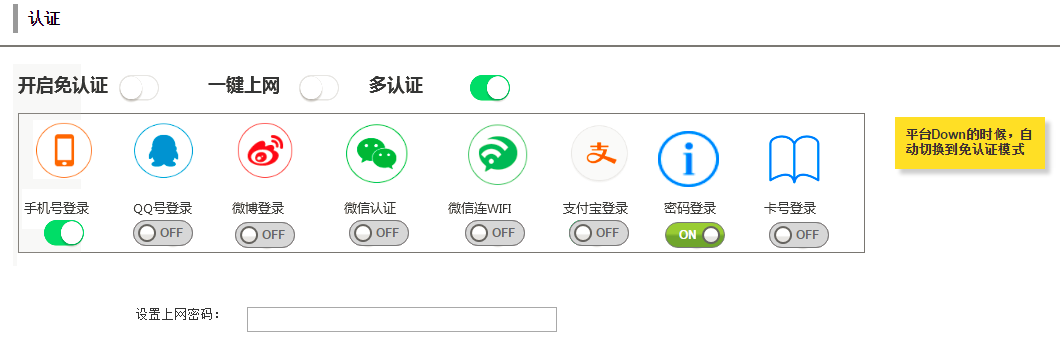 认证
开启免认证 一键上网 多认证
平台Down的时候，自
动切换到免认证模式
手机号登录 QQ号登录 微博登录 微信认证 微信连WIFI 支付宝登录 密码登录 卡号登录
OFF OFF OFF OFF OFF ON OFF
设置上网密码：